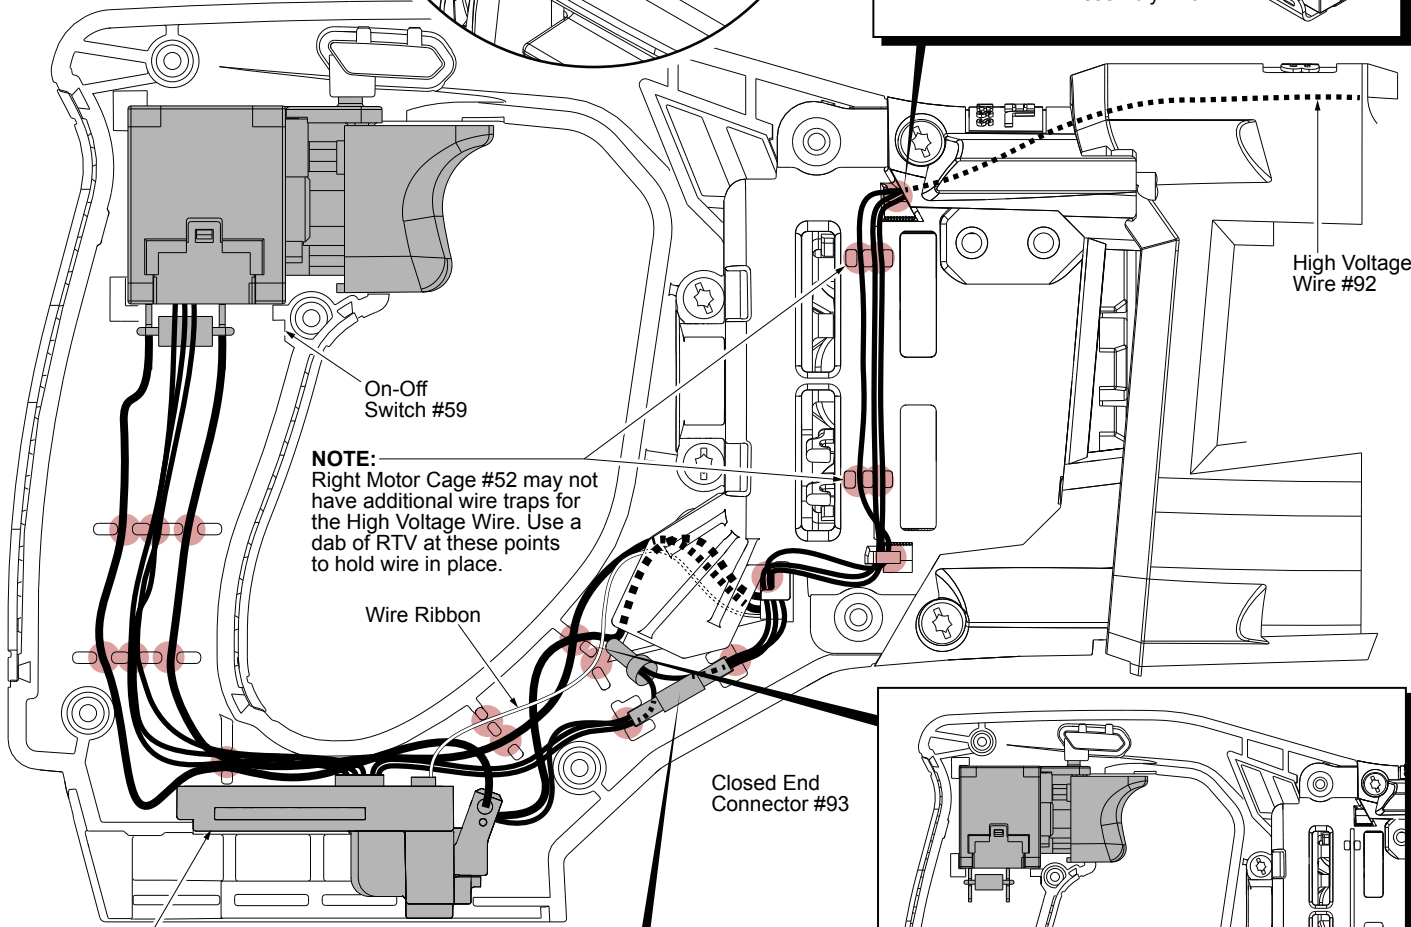 High Voltage
Wire #92
On-Off
Switch #59
NOTE:
Right Motor Cage #52 may not
have additional wire traps for
the High Voltage Wire. Use a
dab of RTV at these points
to hold wire in place.
Wire Ribbon
Closed End
Connector #93